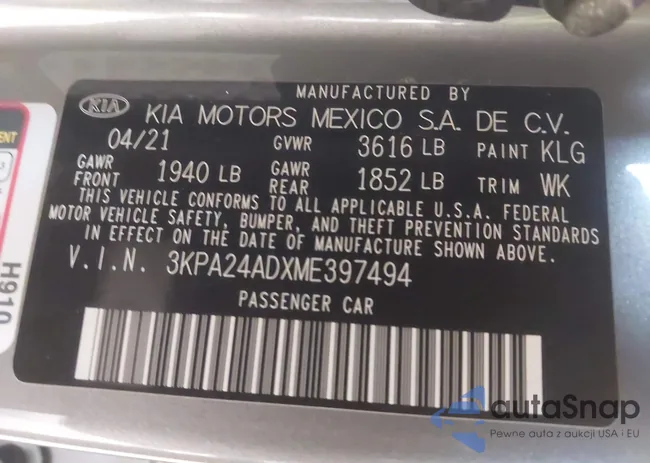 MANUFACTURED BY
KIA KIA MOTORS MEXICO S.A. DE C.V.
04/21 GVWR 3616 LB PAINT KLG
GAWR FRONT 1940 LB GAWR REAR 1852 LB TRIM WK
THIS VEHICLE CONFORMS TO ALL APPLICABLE U.S.A. FEDERAL
MOTOR VEHICLE SAFETY, BUMPER, AND THEFT PREVENTION STANDARDS
IN EFFECT ON THE DATE OF MANUFACTURE SHOWN ABOVE.
V.I.N. 3KPA24ADXME397494
PASSENGER CAR
H910
autaSnap
Pewne auta z aukcji USA i EU